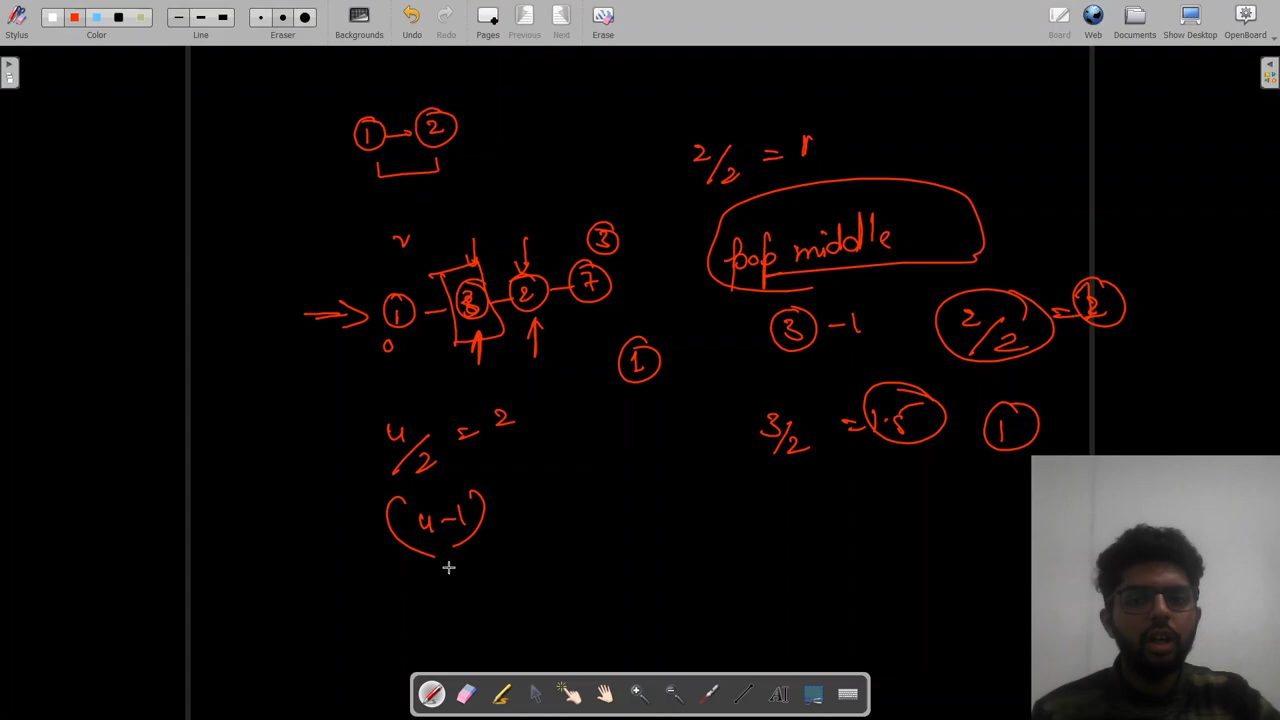 Stylus Color Line Eraser Backgrounds Undo Redo Pages Previous Next Erase Board Web Documents Show Desktop OpenBoard
1 → 2
2/2 =
pop middle
3
1 - 3 - 2 - 7
0
1
3 - 1
2/2 =
4/2 = 2
3/2 = 1.5
1
(4-1)